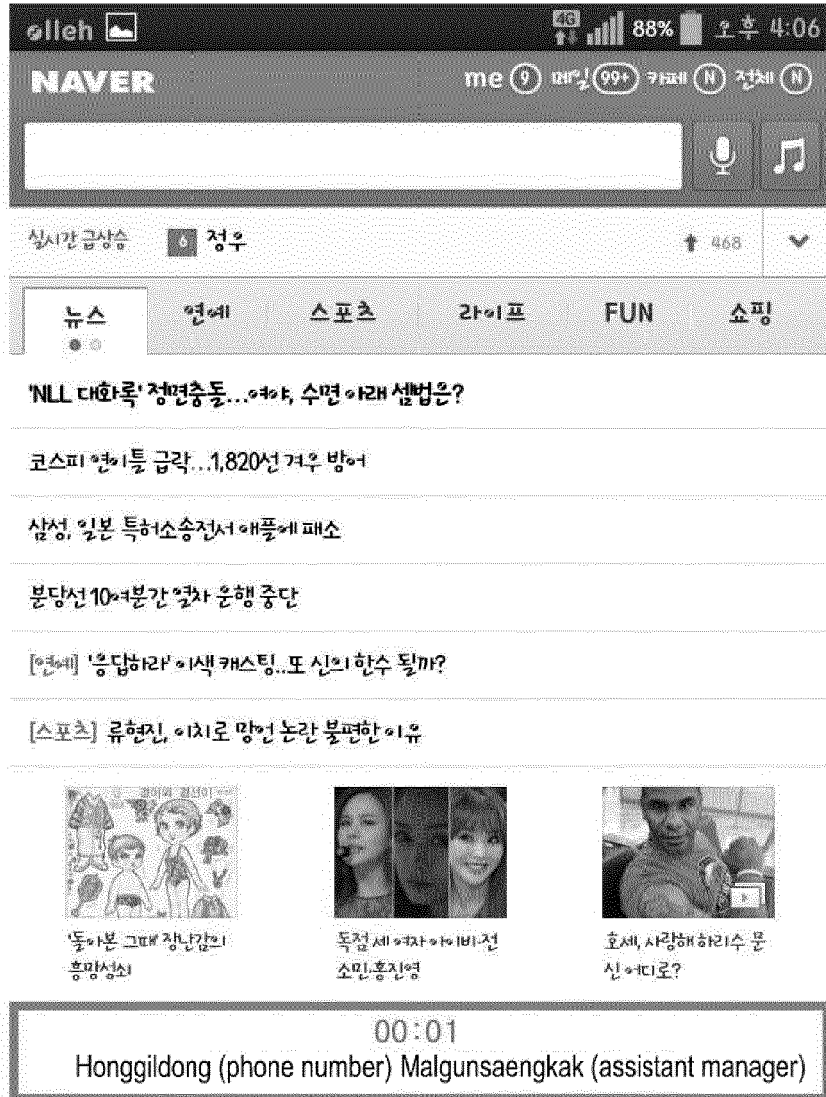 olleh 4G 88% 오후 4:06
NAVER me 9 메일 99+ 카페 N 전체 N
실시간 급상승 6 정우 468
뉴스 연예 스포츠 라이프 FUN 쇼핑
'NLL 대화록' 정면충돌...여야, 수면 아래 셈법은?
코스피 연이틀 급락...1,820선 겨우 방어
삼성, 일본 특허소송전서 애플에 패소
분당선 10여분간 열차 운행 중단
[연예] '응답하라' 이색 캐스팅..또 신의 한수 될까?
[스포츠] 류현진, 이치로 망언 논란 불편한 이유
'돌아본 그때' 장난감의
흥망성쇠
독점 세 여자 아이비·전
소민·홍진영
호세, 사랑해 하리수 문
신 어디로?
00:01
Honggildong (phone number) Malgunsaengkak (assistant manager)